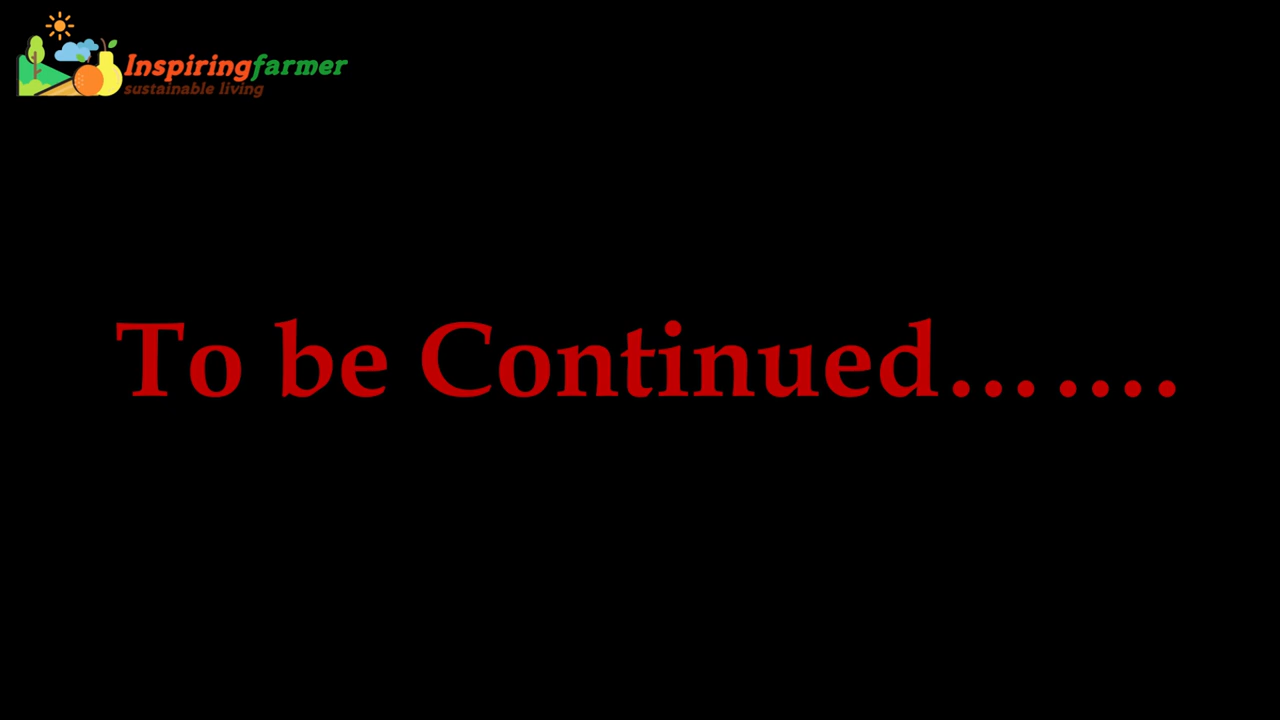 Inspiringfarmer
sustainable living
To be Continued…….